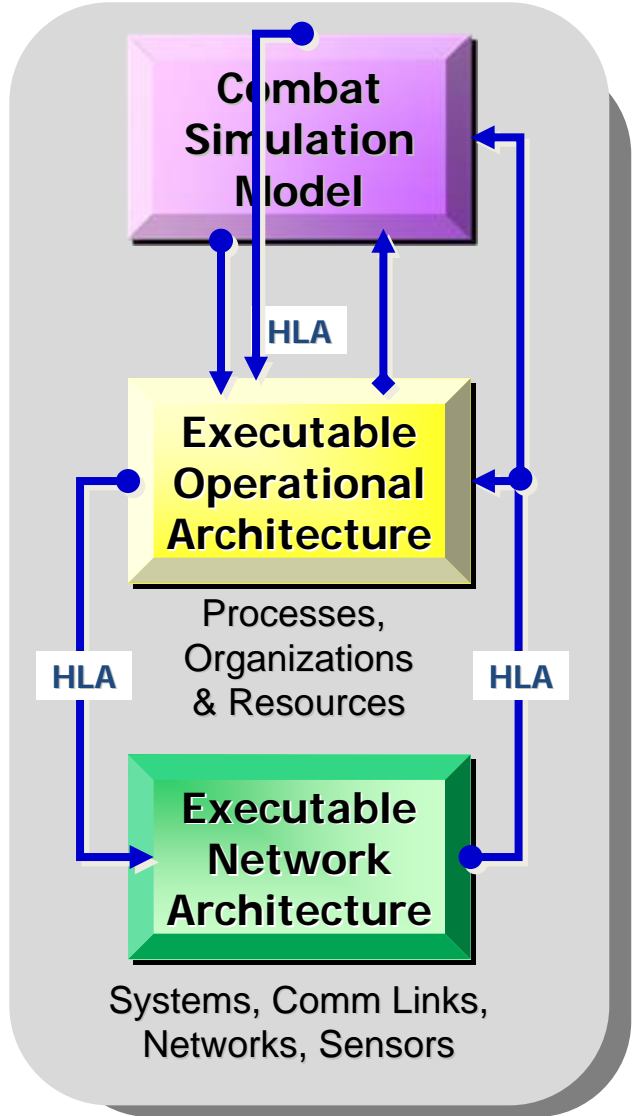 Combat
Simulation
Model
HLA
Executable
Operational
Architecture
Processes,
Organizations
& Resources
HLA
HLA
Executable
Network
Architecture
Systems, Comm Links,
Networks, Sensors